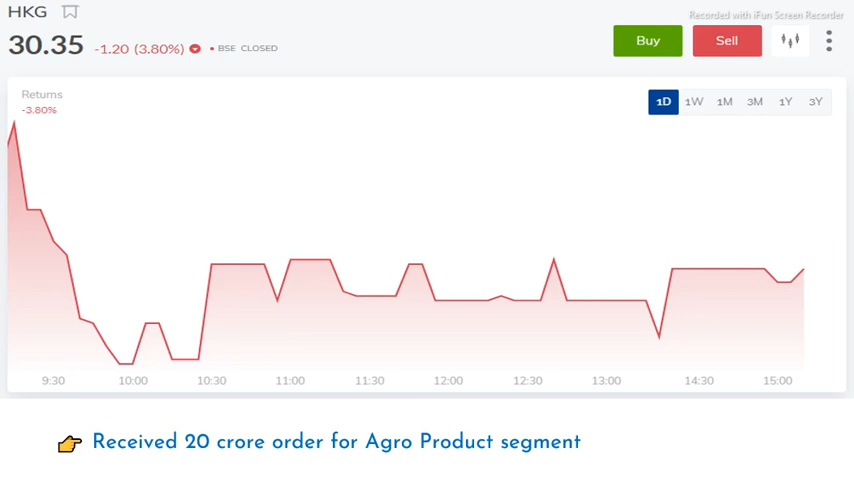 HKG
Recorded with iFun Screen Recorder
30.35 -1.20 (3.80%) • BSE CLOSED
Buy Sell
Returns
-3.80%
1D 1W 1M 3M 1Y 3Y
9:30 10:00 10:30 11:00 11:30 12:00 12:30 13:00 14:30 15:00
Received 20 crore order for Agro Product segment